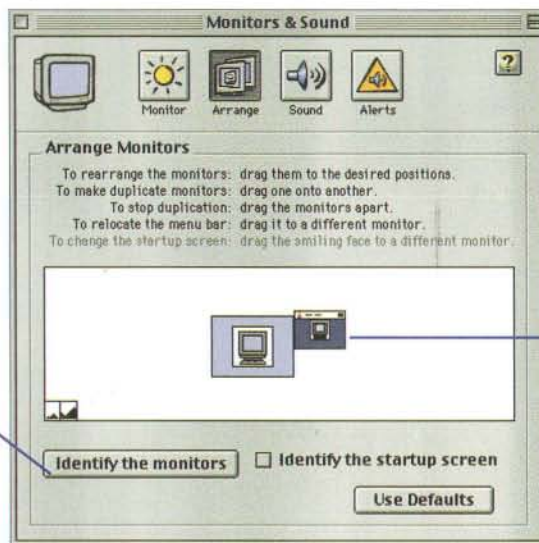 Monitors & Sound
Monitor
Arrange
Sound
Alerts
?
Arrange Monitors
To rearrange the monitors: drag them to the desired positions.
To make duplicate monitors: drag one onto another.
To stop duplication: drag the monitors apart.
To relocate the menu bar: drag it to a different monitor.
To change the startup screen: drag the smiling face to a different monitor.
Identify the monitors
Identify the startup screen
Use Defaults